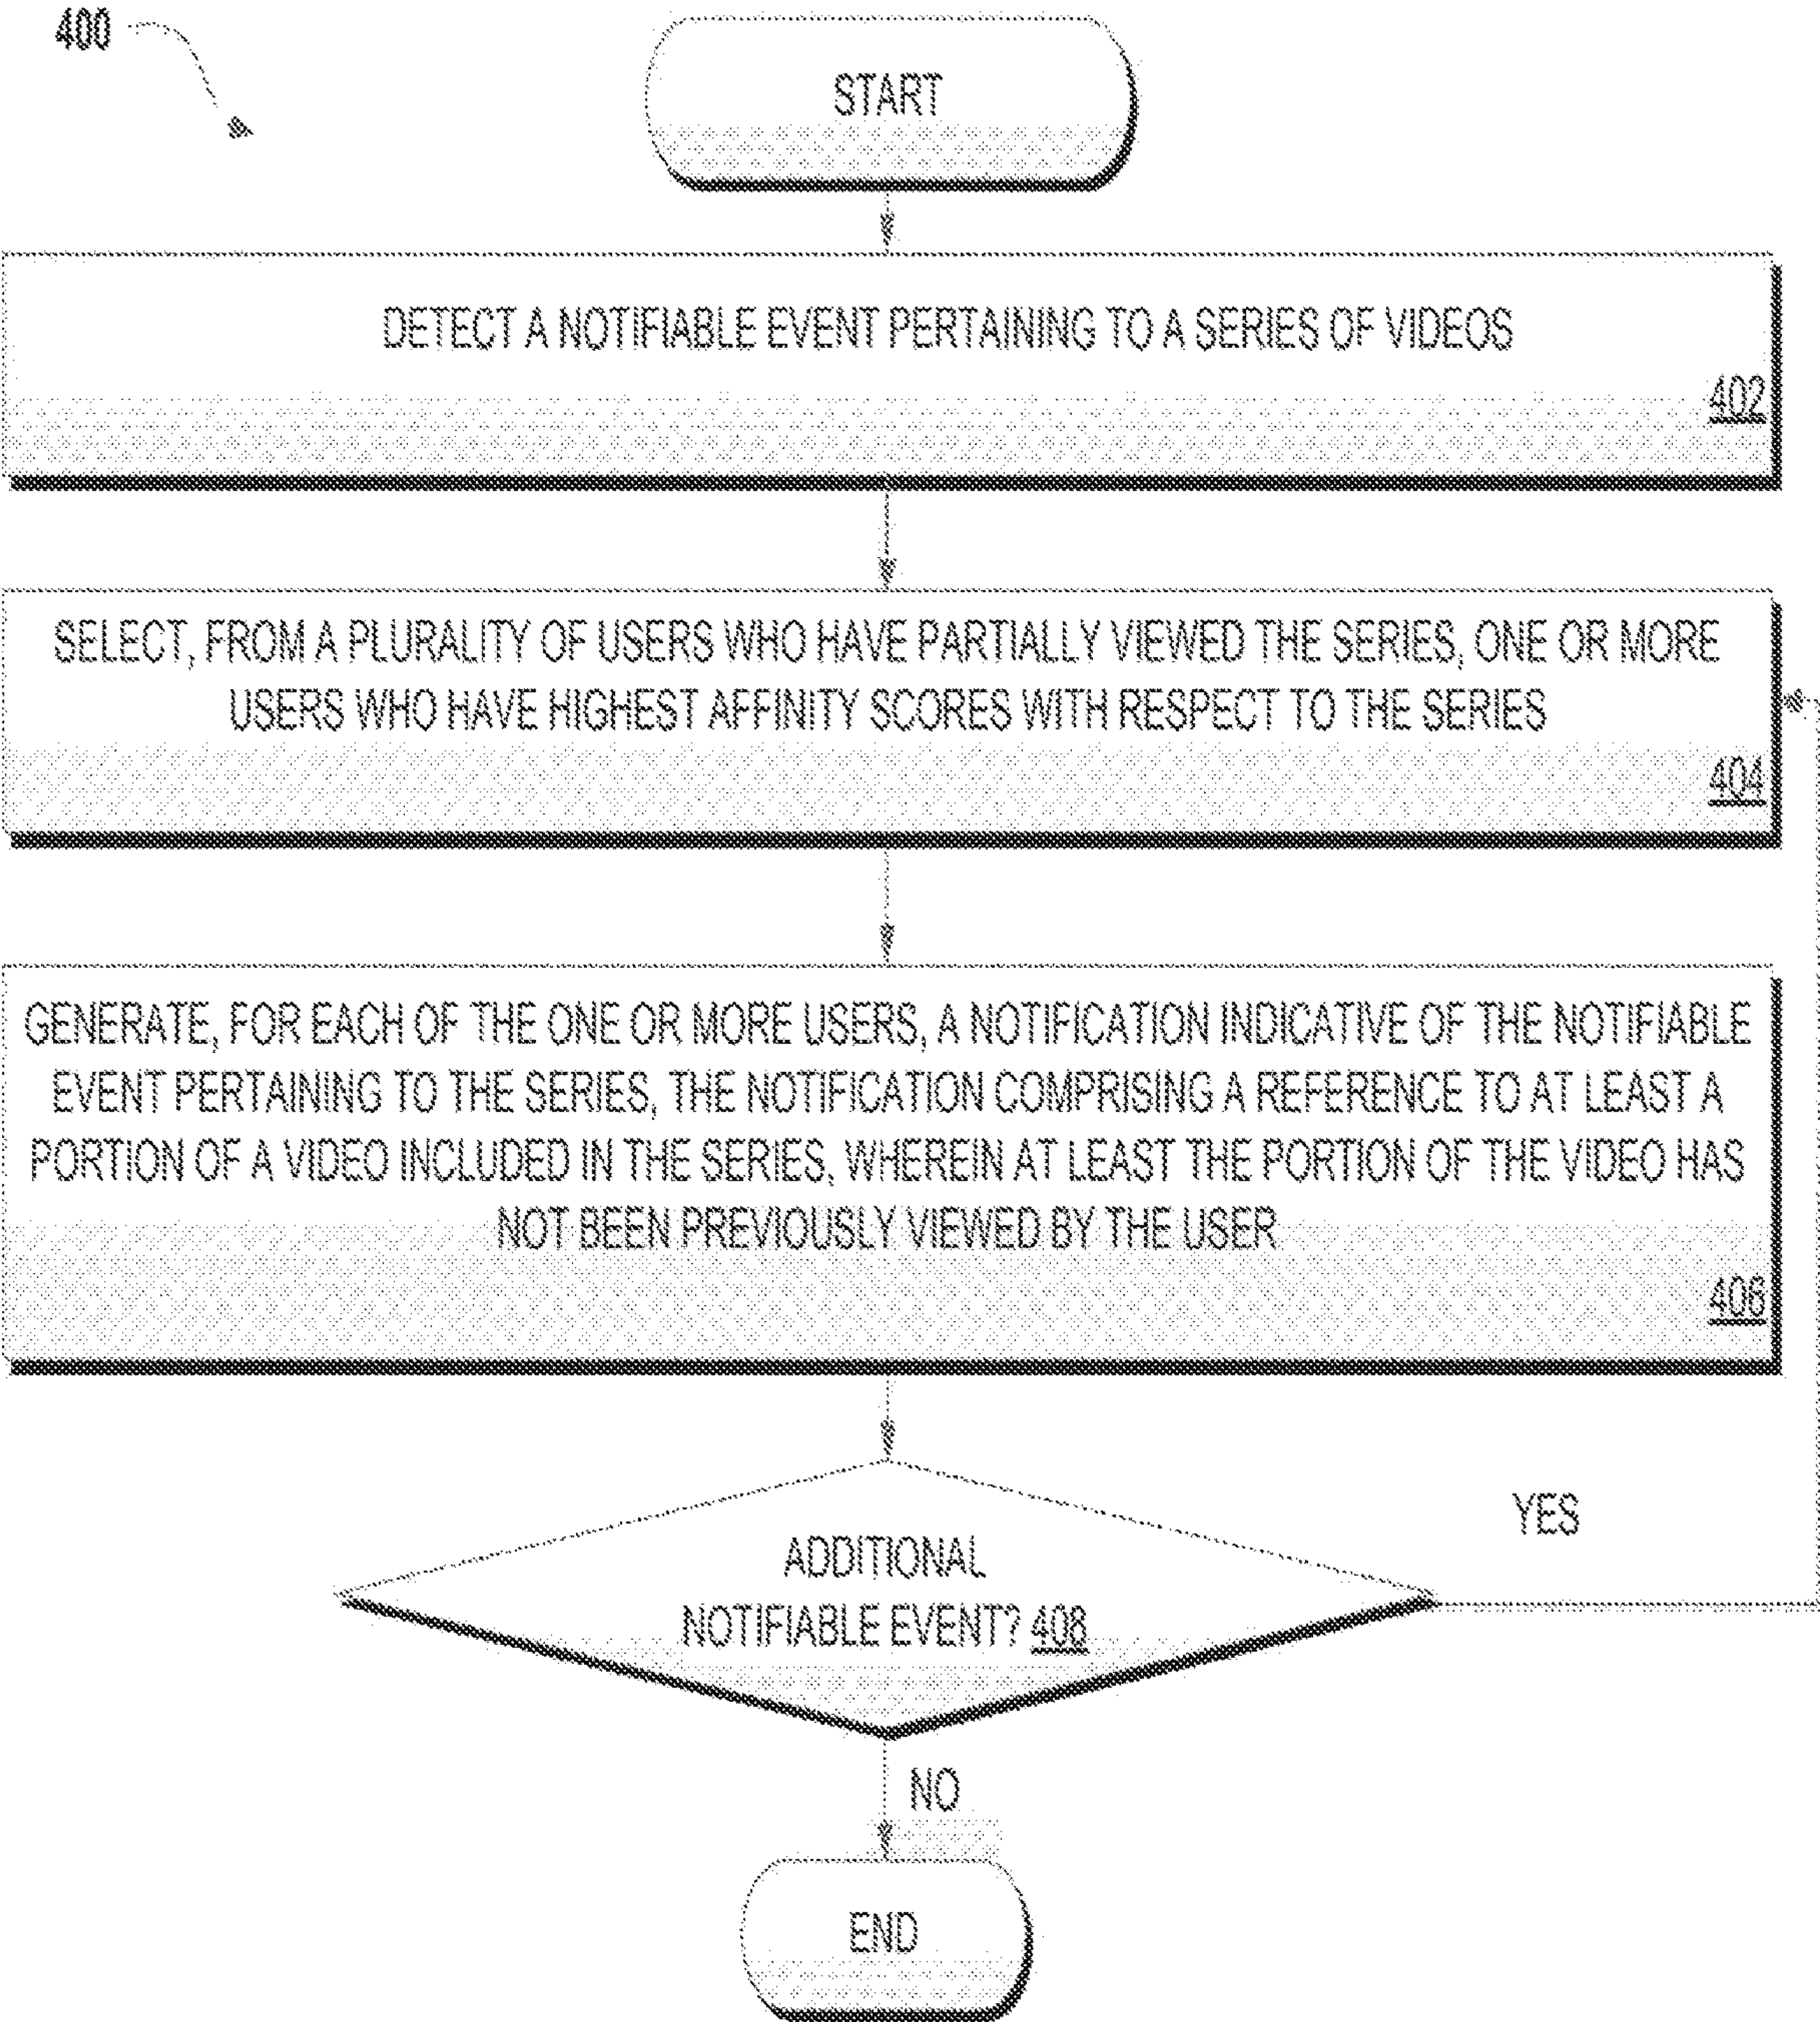 400
START
DETECT A NOTIFIABLE EVENT PERTAINING TO A SERIES OF VIDEOS
402
SELECT, FROM A PLURALITY OF USERS WHO HAVE PARTIALLY VIEWED THE SERIES, ONE OR MORE
USERS WHO HAVE HIGHEST AFFINITY SCORES WITH RESPECT TO THE SERIES
404
GENERATE, FOR EACH OF THE ONE OR MORE USERS, A NOTIFICATION INDICATIVE OF THE NOTIFIABLE
EVENT PERTAINING TO THE SERIES, THE NOTIFICATION COMPRISING A REFERENCE TO AT LEAST A
PORTION OF A VIDEO INCLUDED IN THE SERIES, WHEREIN AT LEAST THE PORTION OF THE VIDEO HAS
NOT BEEN PREVIOUSLY VIEWED BY THE USER
406
YES
ADDITIONAL
NOTIFIABLE EVENT? 408
NO
END